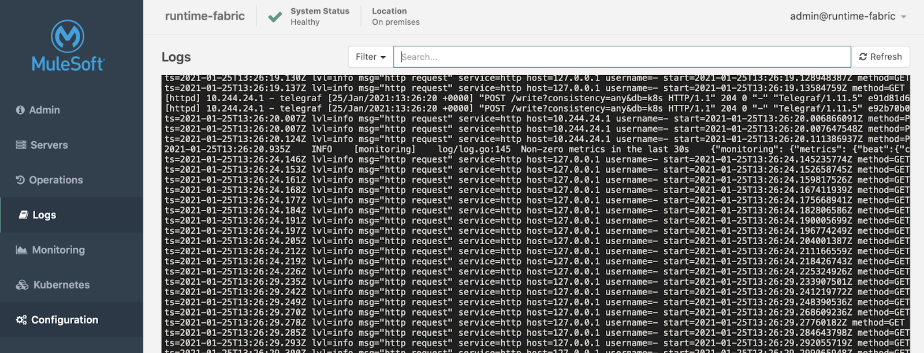 runtime-fabric
System Status
Healthy
Location
On premises
admin@runtime-fabric
MuleSoft
Admin
Servers
Operations
Logs
Monitoring
Kubernetes
Configuration
Logs
Filter
Search...
Refresh
ts=2021-01-25T13:26:19.130Z lvl=info msg="http request" service=http host=127.0.0.1 username=- start=2021-01-25T13:26:19.128948387Z method=GET
ts=2021-01-25T13:26:19.137Z lvl=info msg="http request" service=http host=127.0.0.1 username=- start=2021-01-25T13:26:19.13584759Z method=GET
[httpd] 10.244.24.1 - telegraf [25/Jan/2021:13:26:20 +0000] "POST /write?consistency=any&db=k8s HTTP/1.1" 204 0 "-" "Telegraf/1.11.5" e91d81d6
[httpd] 10.244.24.1 - telegraf [25/Jan/2021:13:26:20 +0000] "POST /write?consistency=any&db=k8s HTTP/1.1" 204 0 "-" "Telegraf/1.11.5" e92b70b0
ts=2021-01-25T13:26:20.007Z lvl=info msg="http request" service=http host=10.244.24.1 username=- start=2021-01-25T13:26:20.006866091Z method=P
ts=2021-01-25T13:26:20.007Z lvl=info msg="http request" service=http host=10.244.24.1 username=- start=2021-01-25T13:26:20.007647548Z method=P
ts=2021-01-25T13:26:20.124Z lvl=info msg="http request" service=http host=10.244.24.1 username=- start=2021-01-25T13:26:20.111386937Z method=P
2021-01-25T13:26:20.935Z INFO [monitoring] log/log.go:145 Non-zero metrics in the last 30s {"monitoring": {"metrics": {"beat":{"c
ts=2021-01-25T13:26:24.146Z lvl=info msg="http request" service=http host=127.0.0.1 username=- start=2021-01-25T13:26:24.145235774Z method=GET
ts=2021-01-25T13:26:24.153Z lvl=info msg="http request" service=http host=127.0.0.1 username=- start=2021-01-25T13:26:24.152658745Z method=GET
ts=2021-01-25T13:26:24.161Z lvl=info msg="http request" service=http host=127.0.0.1 username=- start=2021-01-25T13:26:24.159817526Z method=GET
ts=2021-01-25T13:26:24.168Z lvl=info msg="http request" service=http host=127.0.0.1 username=- start=2021-01-25T13:26:24.167411939Z method=GET
ts=2021-01-25T13:26:24.177Z lvl=info msg="http request" service=http host=127.0.0.1 username=- start=2021-01-25T13:26:24.175668941Z method=GET
ts=2021-01-25T13:26:24.184Z lvl=info msg="http request" service=http host=127.0.0.1 username=- start=2021-01-25T13:26:24.182806586Z method=GET
ts=2021-01-25T13:26:24.191Z lvl=info msg="http request" service=http host=127.0.0.1 username=- start=2021-01-25T13:26:24.190005659Z method=GET
ts=2021-01-25T13:26:24.197Z lvl=info msg="http request" service=http host=127.0.0.1 username=- start=2021-01-25T13:26:24.196774249Z method=GET
ts=2021-01-25T13:26:24.205Z lvl=info msg="http request" service=http host=127.0.0.1 username=- start=2021-01-25T13:26:24.204001387Z method=GET
ts=2021-01-25T13:26:24.212Z lvl=info msg="http request" service=http host=127.0.0.1 username=- start=2021-01-25T13:26:24.211166559Z method=GET
ts=2021-01-25T13:26:24.219Z lvl=info msg="http request" service=http host=127.0.0.1 username=- start=2021-01-25T13:26:24.218426743Z method=GET
ts=2021-01-25T13:26:24.226Z lvl=info msg="http request" service=http host=127.0.0.1 username=- start=2021-01-25T13:26:24.225324926Z method=GET
ts=2021-01-25T13:26:29.235Z lvl=info msg="http request" service=http host=127.0.0.1 username=- start=2021-01-25T13:26:29.233907501Z method=GET
ts=2021-01-25T13:26:29.242Z lvl=info msg="http request" service=http host=127.0.0.1 username=- start=2021-01-25T13:26:29.241219772Z method=GET
ts=2021-01-25T13:26:29.249Z lvl=info msg="http request" service=http host=127.0.0.1 username=- start=2021-01-25T13:26:29.248390536Z method=GET
ts=2021-01-25T13:26:29.270Z lvl=info msg="http request" service=http host=127.0.0.1 username=- start=2021-01-25T13:26:29.268609236Z method=GET
ts=2021-01-25T13:26:29.278Z lvl=info msg="http request" service=http host=127.0.0.1 username=- start=2021-01-25T13:26:29.27760182Z method=GET
ts=2021-01-25T13:26:29.285Z lvl=info msg="http request" service=http host=127.0.0.1 username=- start=2021-01-25T13:26:29.284643798Z method=GET
ts=2021-01-25T13:26:29.293Z lvl=info msg="http request" service=http host=127.0.0.1 username=- start=2021-01-25T13:26:29.292055719Z method=GET